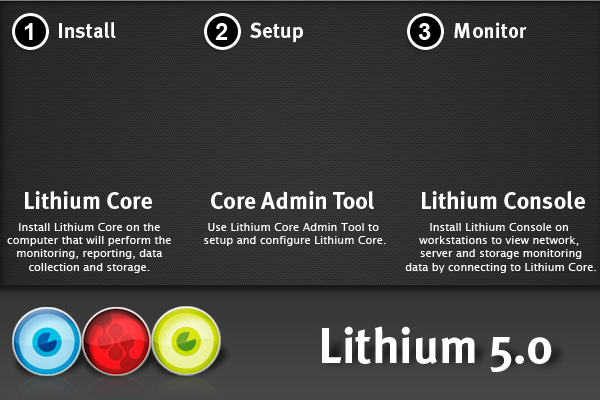 1 Install
2 Setup
3 Monitor
Lithium Core
Install Lithium Core on the
computer that will perform the
monitoring, reporting, data
collection and storage.
Core Admin Tool
Use Lithium Core Admin Tool to
setup and configure Lithium Core.
Lithium Console
Install Lithium Console on
workstations to view network,
server and storage monitoring
data by connecting to Lithium Core.
Lithium 5.0